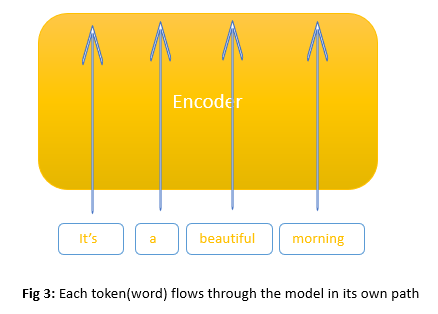 Encoder
It's a beautiful morning
Fig 3: Each token(word) flows through the model in its own path